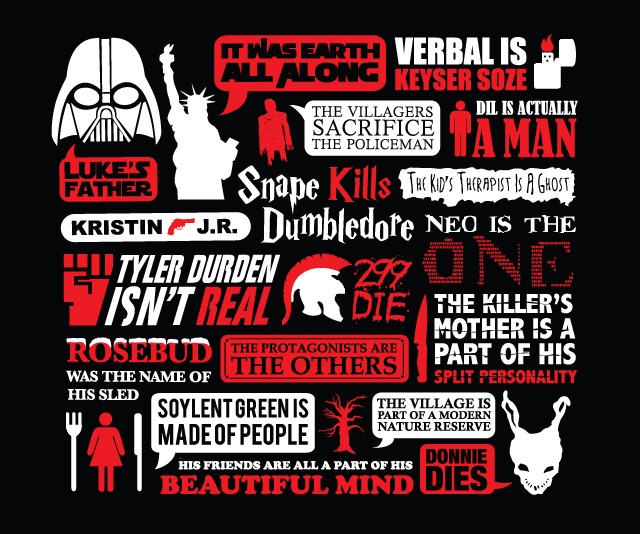 IT WAS EARTH
ALL ALONG
VERBAL IS
KEYSER SOZE
THE VILLAGERS
SACRIFICE
THE POLICEMAN
DIL IS ACTUALLY
A MAN
LUKE'S
FATHER
Snape Kills
Dumbledore
THE KID'S THERAPIST IS A GHOST
KRISTIN J.R.
NEO IS THE
ONE
TYLER DURDEN
ISN'T REAL
299
DIE
THE KILLER'S
MOTHER IS A
PART OF HIS
SPLIT PERSONALITY
ROSEBUD
WAS THE NAME OF
HIS SLED
THE PROTAGONISTS ARE
THE OTHERS
SOYLENT GREEN IS
MADE OF PEOPLE
THE VILLAGE IS
PART OF A MODERN
NATURE RESERVE
HIS FRIENDS ARE ALL A PART OF HIS
BEAUTIFUL MIND
DONNIE
DIES